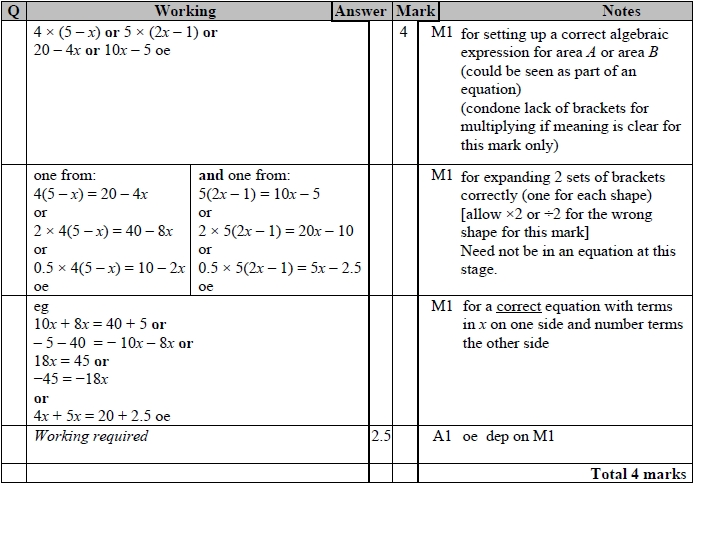 Q Working Answer Mark Notes
4 × (5 – x) or 5 × (2x – 1) or
20 – 4x or 10x – 5 oe
4
M1 for setting up a correct algebraic
expression for area A or area B
(could be seen as part of an
equation)
(condone lack of brackets for
multiplying if meaning is clear for
this mark only)
one from:
4(5 – x) = 20 – 4x
or
2 × 4(5 – x) = 40 – 8x
or
0.5 × 4(5 – x) = 10 – 2x
oe
and one from:
5(2x – 1) = 10x – 5
or
2 × 5(2x – 1) = 20x – 10
or
0.5 × 5(2x – 1) = 5x – 2.5
oe
M1 for expanding 2 sets of brackets
correctly (one for each shape)
[allow ×2 or ÷2 for the wrong
shape for this mark]
Need not be in an equation at this
stage.
eg
10x + 8x = 40 + 5 or
– 5 – 40 = – 10x – 8x or
18x = 45 or
–45 = –18x
or
4x + 5x = 20 + 2.5 oe
M1 for a correct equation with terms
in x on one side and number terms
the other side
Working required 2.5 A1 oe dep on M1
Total 4 marks